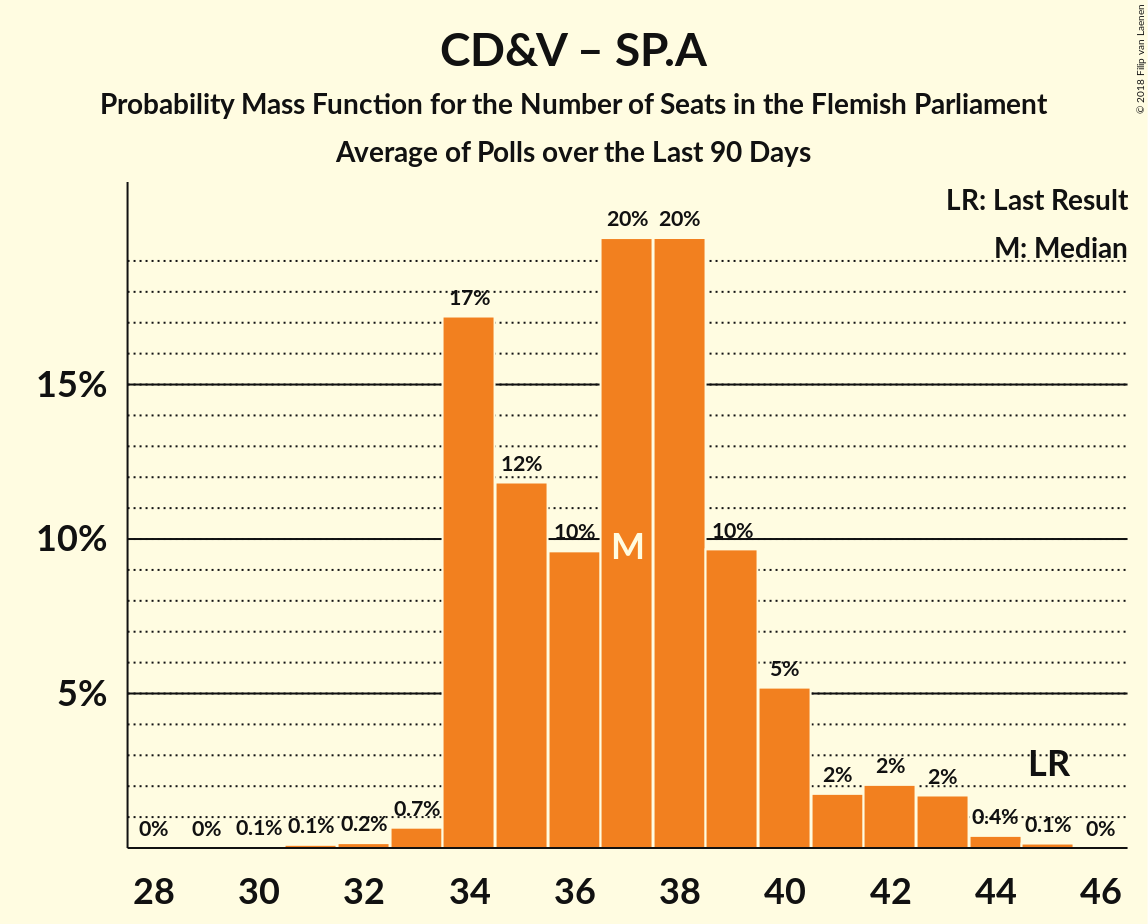 CD&V – SP.A
Probability Mass Function for the Number of Seats in the Flemish Parliament
Average of Polls over the Last 90 Days
© 2018 Filip van Laenen
LR: Last Result
M: Median
20% 20%
17%
15%
12%
10% 10%
10%
M
5%
5%
LR
2% 2% 2%
0% 0% 0.1% 0.1% 0.2% 0.7% 0.4% 0.1% 0%
28 30 32 34 36 38 40 42 44 46